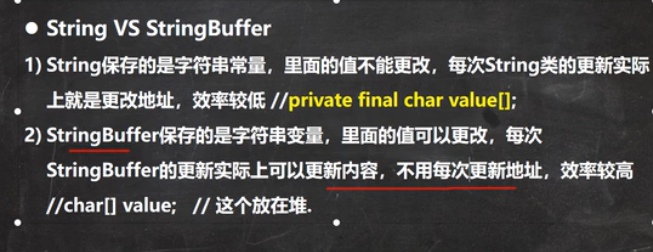 ● String VS StringBuffer
1) String保存的是字符串常量，里面的值不能更改，每次String类的更新实际
上就是更改地址，效率较低 //private final char value[];
2) StringBuffer保存的是字符串变量，里面的值可以更改，每次
StringBuffer的更新实际上可以更新内容，不用每次更新地址，效率较高
//char[] value;   // 这个放在堆.